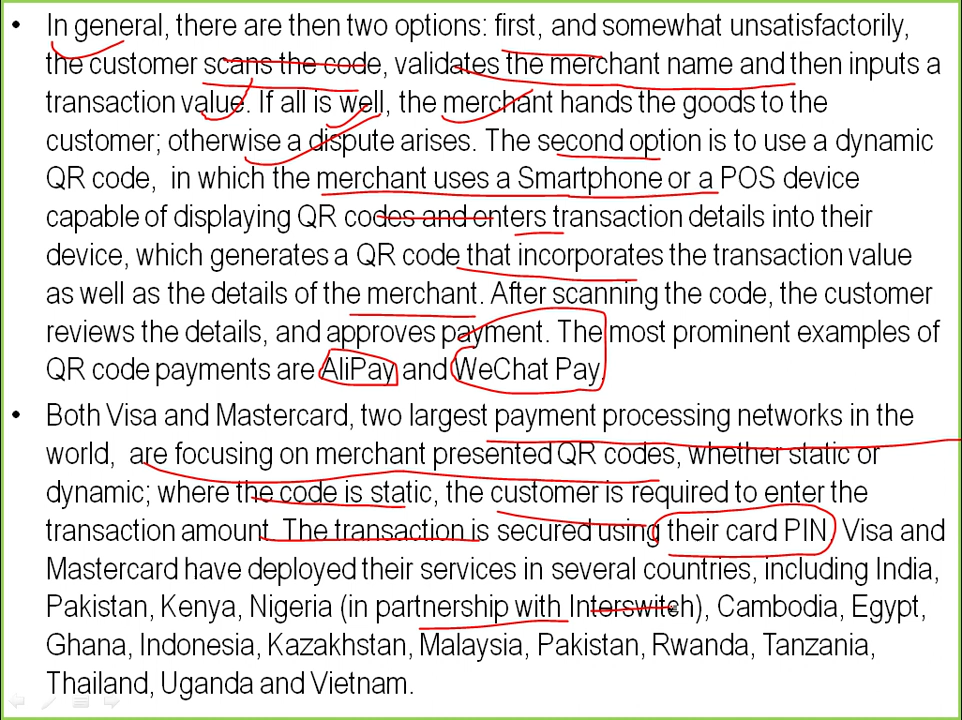 • In general, there are then two options: first, and somewhat unsatisfactorily,
the customer scans the code, validates the merchant name and then inputs a
transaction value. If all is well, the merchant hands the goods to the
customer; otherwise a dispute arises. The second option is to use a dynamic
QR code, in which the merchant uses a Smartphone or a POS device
capable of displaying QR codes and enters transaction details into their
device, which generates a QR code that incorporates the transaction value
as well as the details of the merchant. After scanning the code, the customer
reviews the details, and approves payment. The most prominent examples of
QR code payments are AliPay and WeChat Pay.
• Both Visa and Mastercard, two largest payment processing networks in the
world, are focusing on merchant presented QR codes, whether static or
dynamic; where the code is static, the customer is required to enter the
transaction amount. The transaction is secured using their card PIN. Visa and
Mastercard have deployed their services in several countries, including India,
Pakistan, Kenya, Nigeria (in partnership with Interswitch), Cambodia, Egypt,
Ghana, Indonesia, Kazakhstan, Malaysia, Pakistan, Rwanda, Tanzania,
Thailand, Uganda and Vietnam.